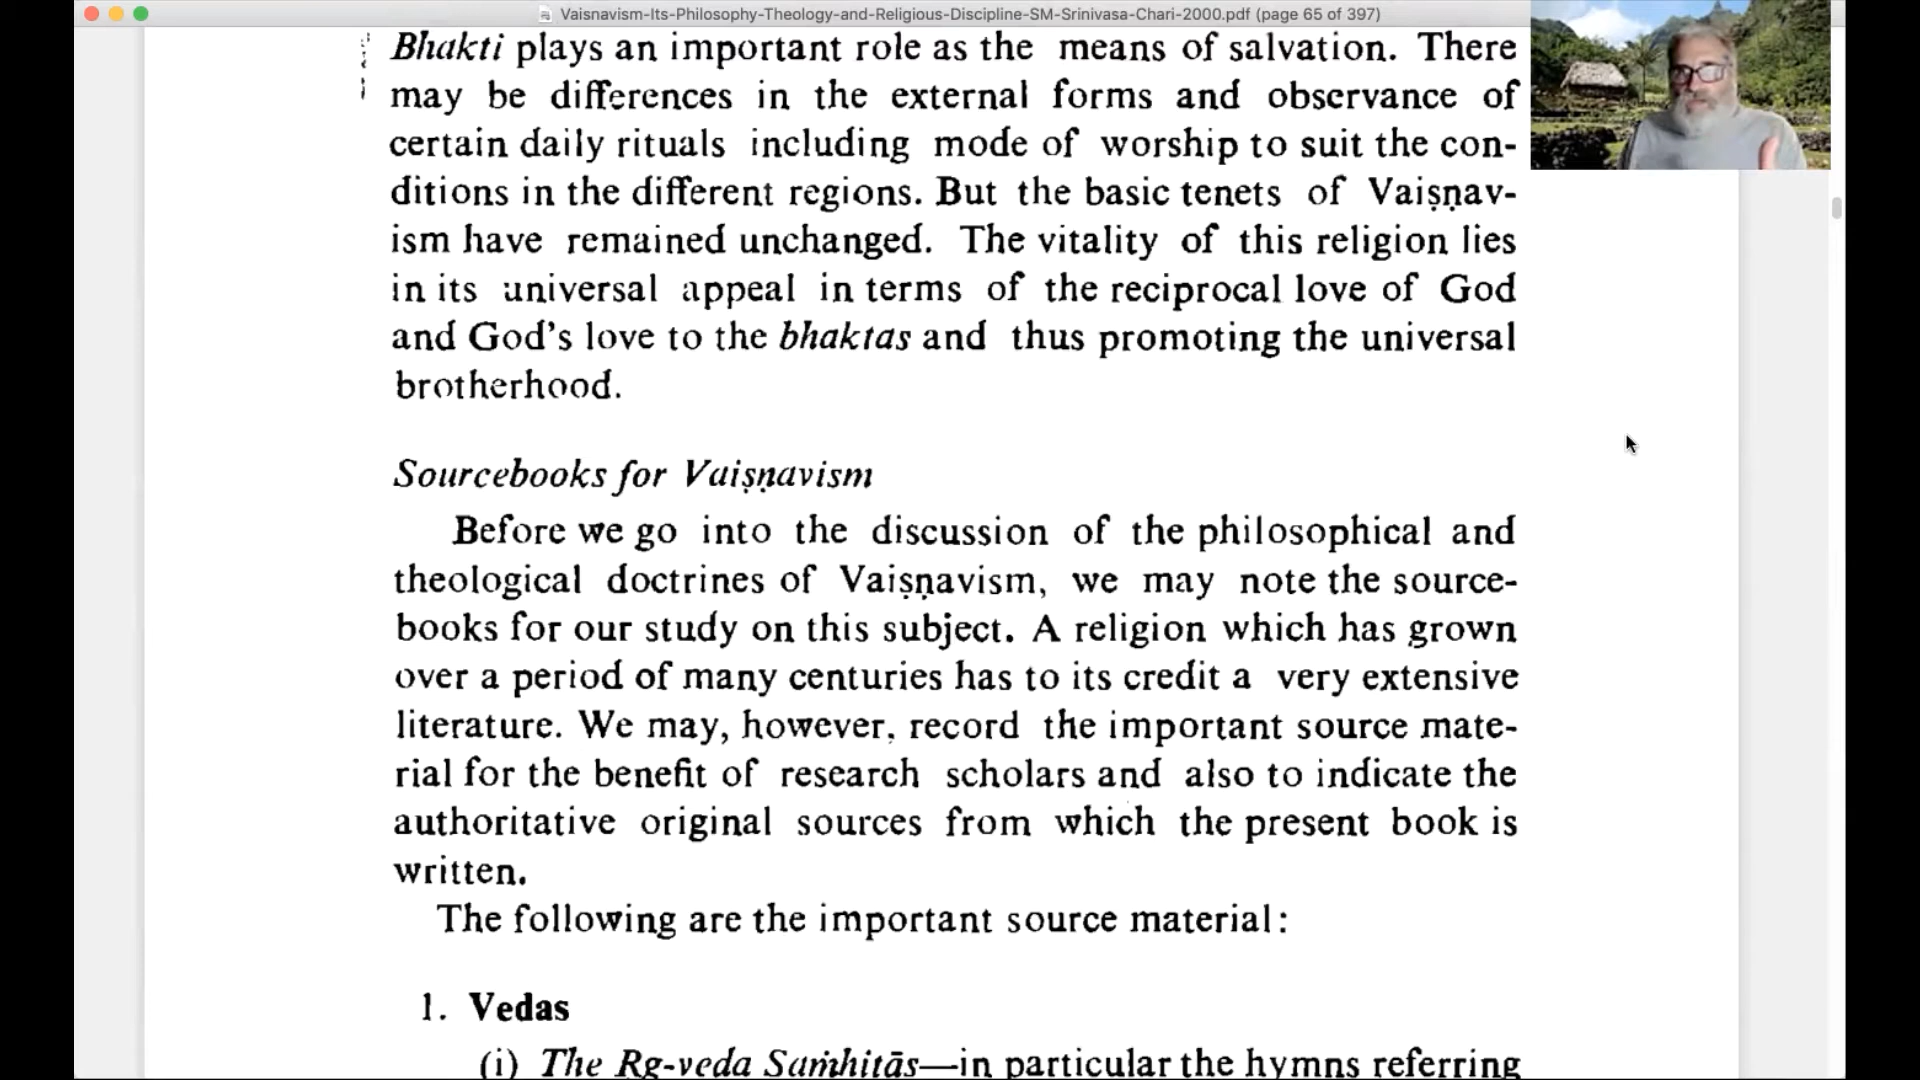 Vaisnavism-Its-Philosophy-Theology-and-Religious-Discipline-SM-Srinivasa-Chari-2000.pdf (page 65 of 397)
Bhakti plays an important role as the means of salvation. There
may be differences in the external forms and observance of
certain daily rituals including mode of worship to suit the con-
ditions in the different regions. But the basic tenets of Vaiṣṇav-
ism have remained unchanged. The vitality of this religion lies
in its universal appeal in terms of the reciprocal love of God
and God's love to the bhaktas and thus promoting the universal
brotherhood.
Sourcebooks for Vaiṣṇavism
Before we go into the discussion of the philosophical and
theological doctrines of Vaiṣṇavism, we may note the source-
books for our study on this subject. A religion which has grown
over a period of many centuries has to its credit a very extensive
literature. We may, however, record the important source mate-
rial for the benefit of research scholars and also to indicate the
authoritative original sources from which the present book is
written.
The following are the important source material:
1. Vedas
(i) The Rg-veda Saṁhitās—in particular the hymns referring